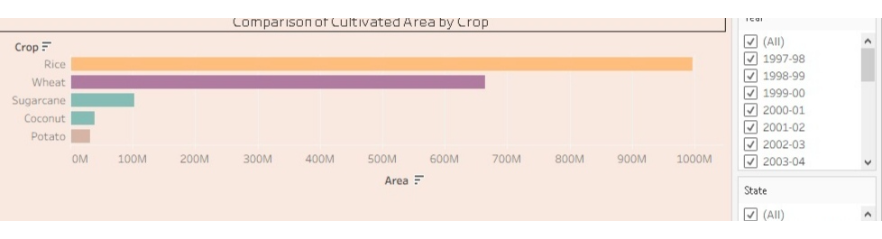 Comparison of Cultivated Area by Crop
Year
Crop
Rice
Wheat
Sugarcane
Coconut
Potato
0M 100M 200M 300M 400M 500M 600M 700M 800M 900M 1000M
Area
(All)
1997-98
1998-99
1999-00
2000-01
2001-02
2002-03
2003-04
State
(All)